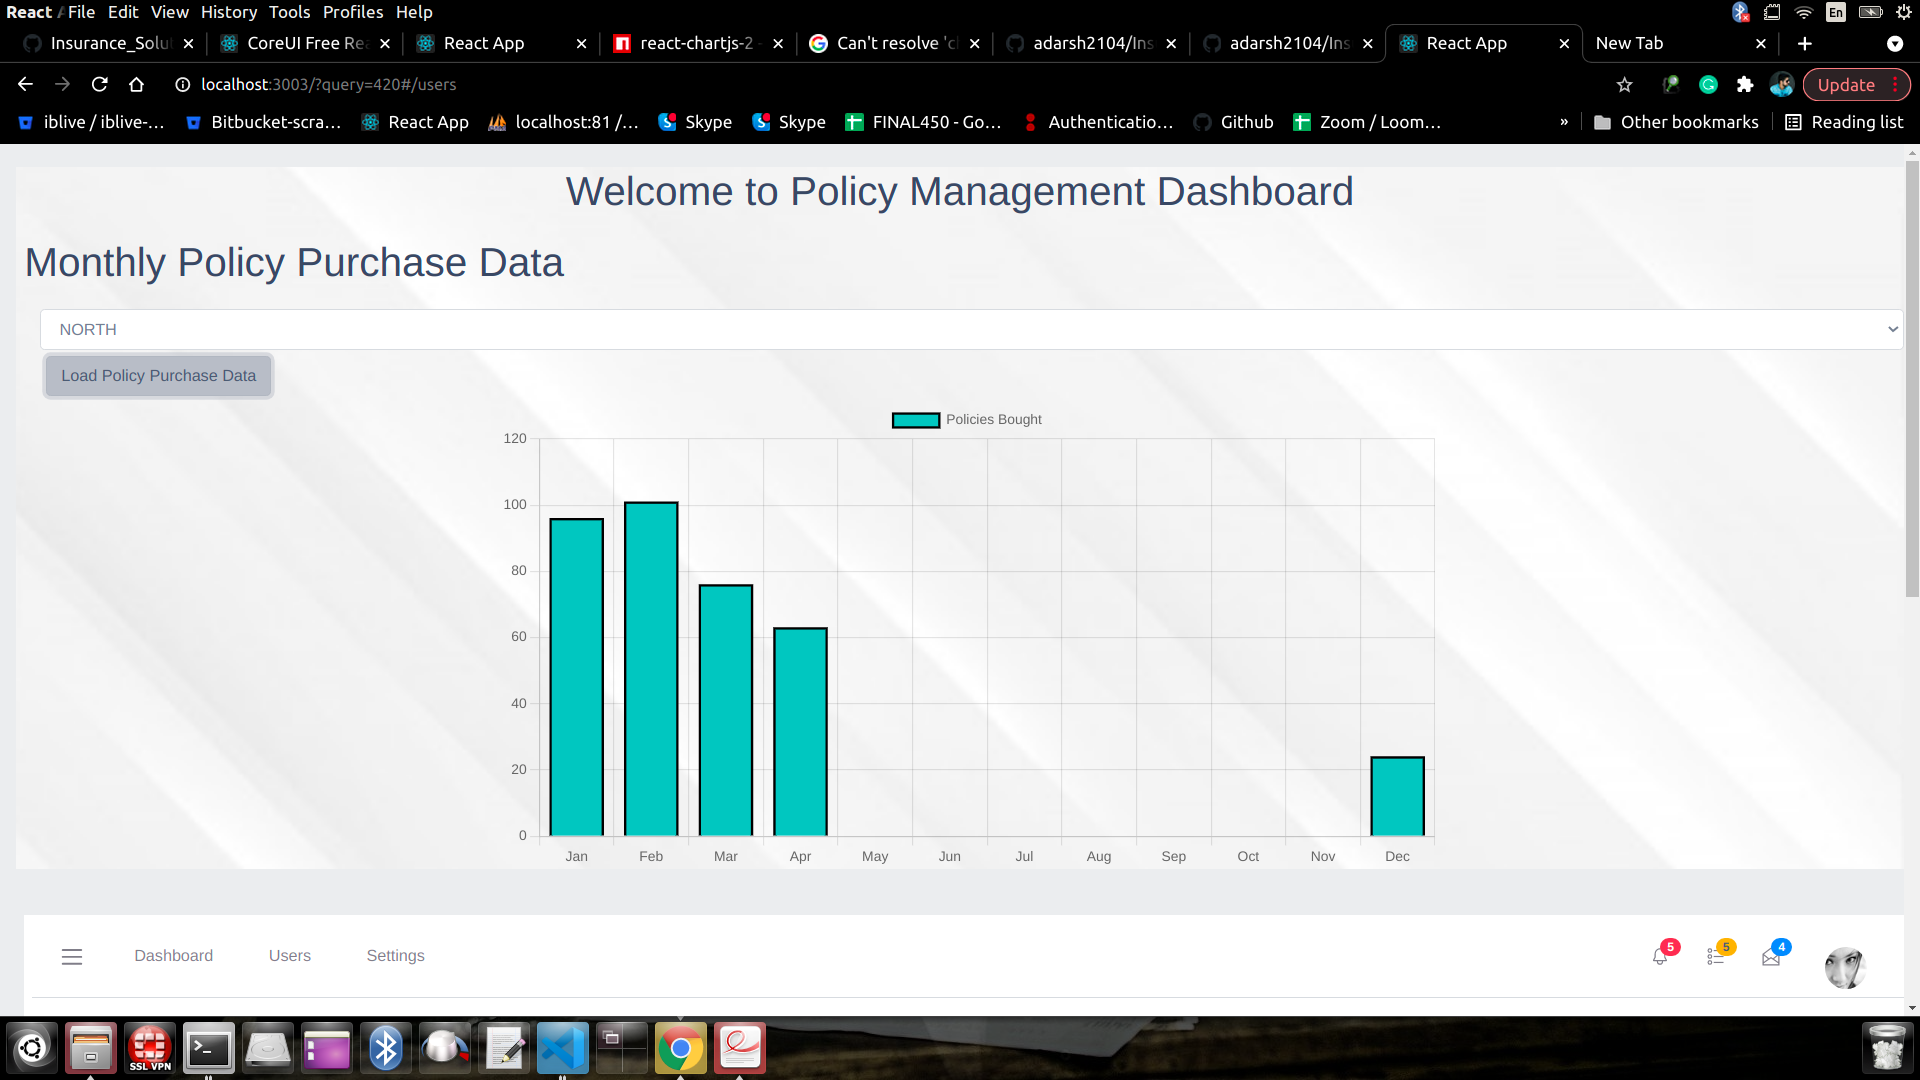 React A File Edit View History Tools Profiles Help En
Insurance_Solut CoreUI Free Rea React App react-chartjs-2 - Can't resolve 'ch adarsh2104/Ins adarsh2104/Ins React App New Tab
localhost:3003/?query=420#/users Update
iblive / iblive-... Bitbucket-scra... React App localhost:81 /... Skype Skype FINAL450 - Go... Authenticatio... Github Zoom / Loom... » Other bookmarks Reading list
Welcome to Policy Management Dashboard
Monthly Policy Purchase Data
NORTH
Load Policy Purchase Data
Policies Bought
120
100
80
60
40
20
0
Jan Feb Mar Apr May Jun Jul Aug Sep Oct Nov Dec
Dashboard Users Settings 5 5 4
SSL VPN